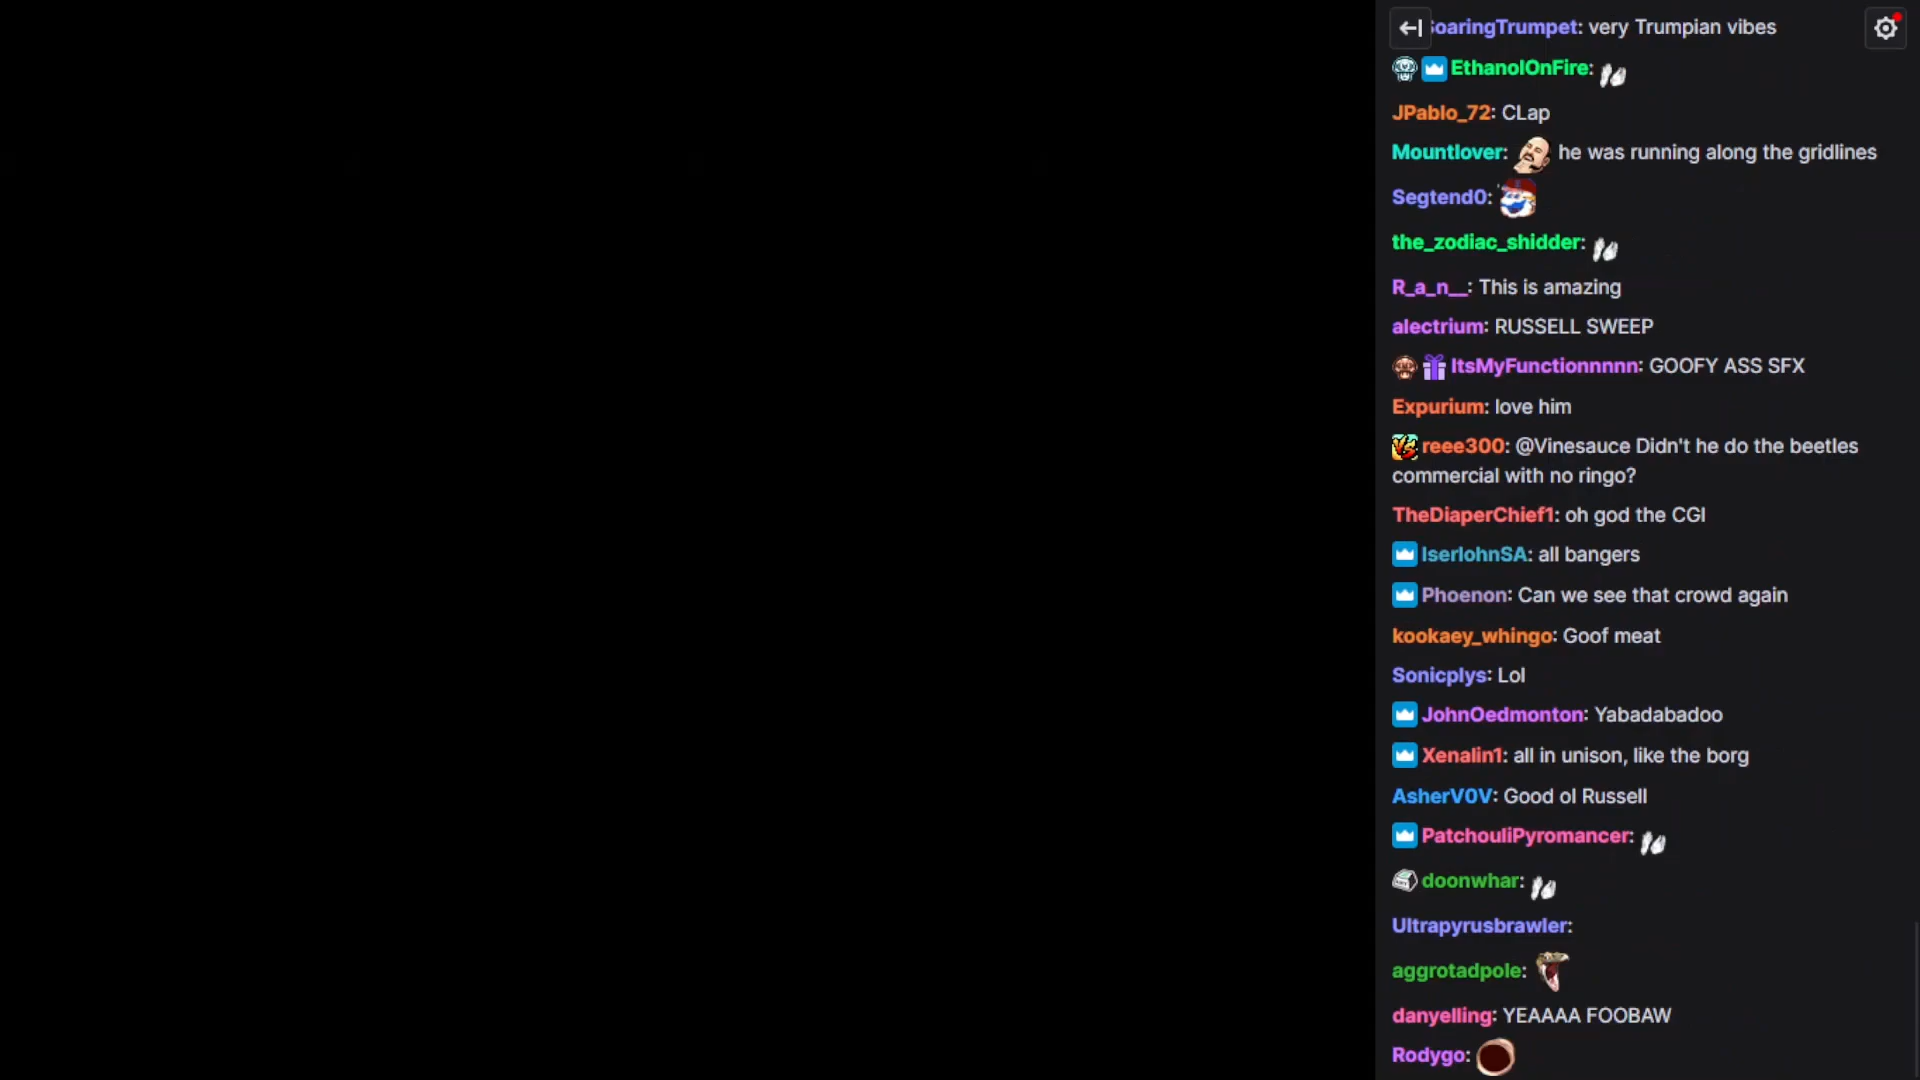 SoaringTrumpet: very Trumpian vibes
EthanolOnFire:
JPablo_72: CLap
Mountlover: he was running along the gridlines
Segtend0:
the_zodiac_shidder:
R_a_n__: This is amazing
alectrium: RUSSELL SWEEP
ItsMyFunctionnnnn: GOOFY ASS SFX
Expurium: love him
reee300: @Vinesauce Didn't he do the beetles
commercial with no ringo?
TheDiaperChief1: oh god the CGI
IserlohnSA: all bangers
Phoenon: Can we see that crowd again
kookaey_whingo: Goof meat
Sonicplys: Lol
JohnOedmonton: Yabadabadoo
Xenalin1: all in unison, like the borg
AsherV0V: Good ol Russell
PatchouliPyromancer:
doonwhar:
Ultrapyrusbrawler:
aggrotadpole:
danyelling: YEAAAA FOOBAW
Rodygo: